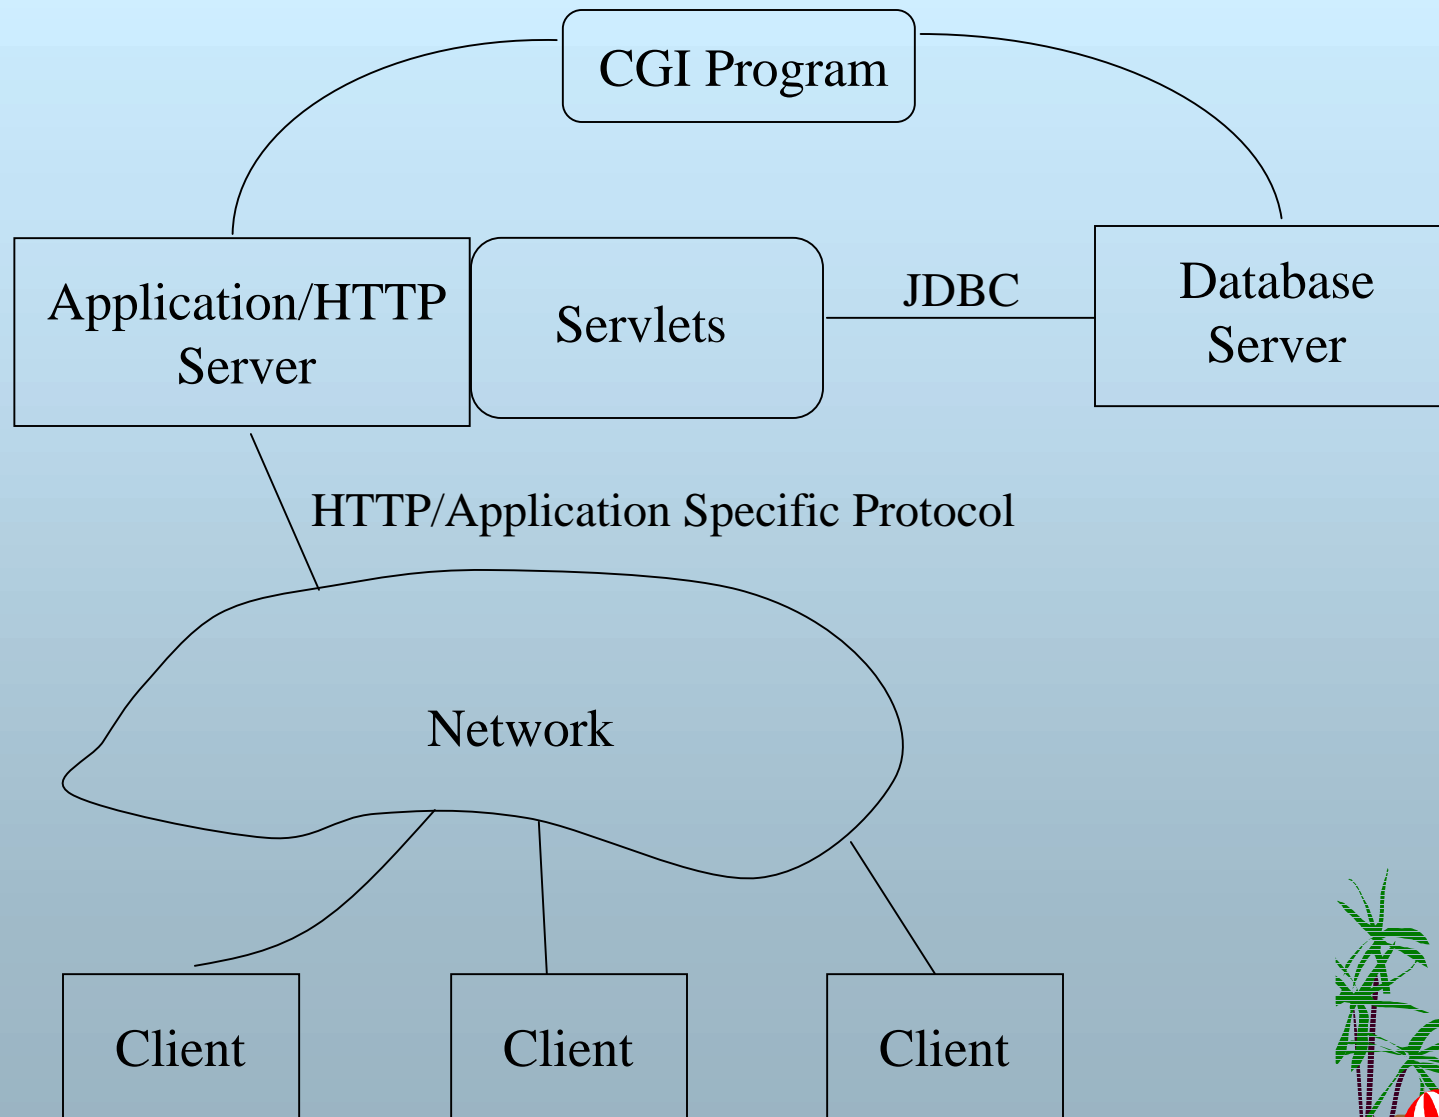 CGI Program
Application/HTTP
Server
Servlets
JDBC
Database
Server
HTTP/Application Specific Protocol
Network
Client
Client
Client